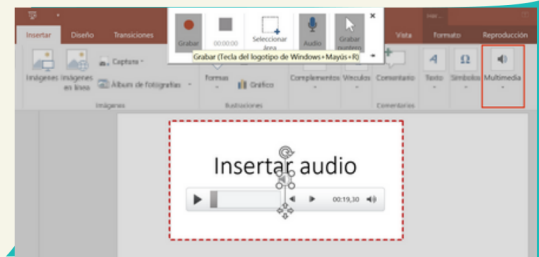 Insertar Diseño Transiciones Vista Formato Reproducción
Grabar 00:00:00 Seleccionar área Audio Grabar puntero
Grabar (Tecla del logotipo de Windows+Mayús+R)
Imágenes Imágenes en línea Captura Álbum de fotografías Formas Gráfico Complementos Vínculos Comentario Texto Símbolos Multimedia
Imágenes Ilustraciones Comentarios
Insertar audio
00:19,30